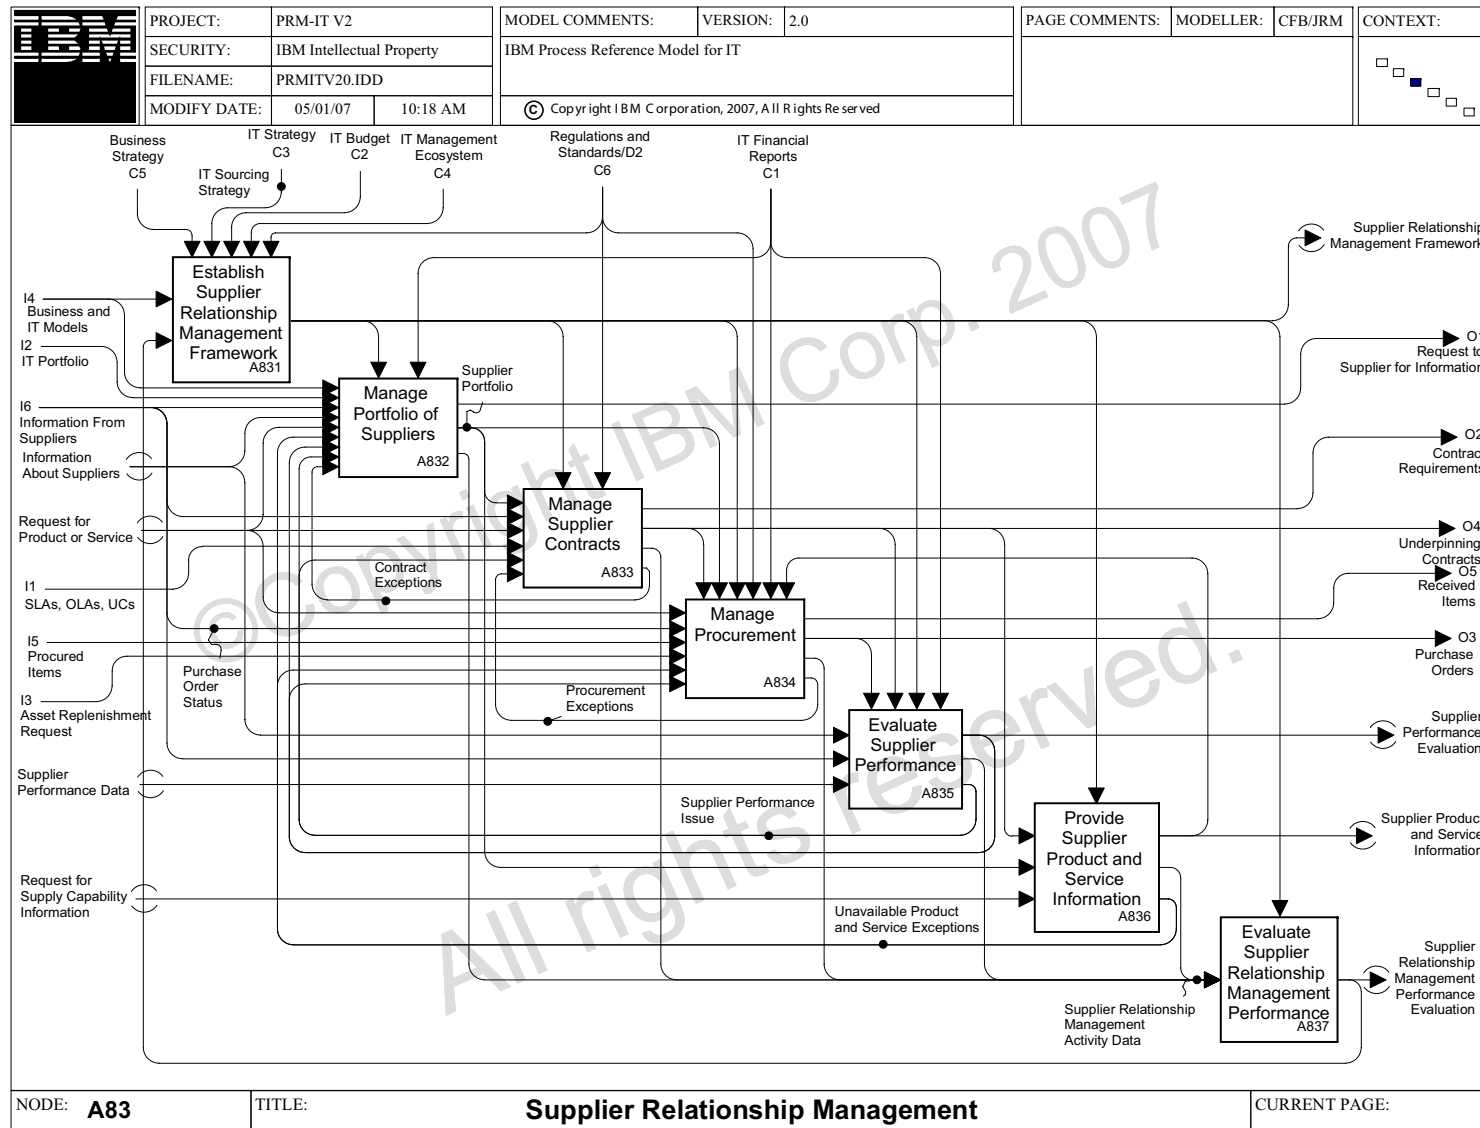 IBM
PROJECT: PRM-IT V2
SECURITY: IBM Intellectual Property
FILENAME: PRMITV20.IDD
MODIFY DATE: 05/01/07 10:18 AM
MODEL COMMENTS: VERSION: 2.0
IBM Process Reference Model for IT
© Copyright IBM Corporation, 2007, All Rights Reserved
PAGE COMMENTS: MODELLER: CFB/JRM
CONTEXT:
Business
Strategy
C5
IT Strategy
C3
IT Sourcing
Strategy
IT Budget
C2
IT Management
Ecosystem
C4
Regulations and
Standards/D2
C6
IT Financial
Reports
C1
I4
Business and
IT Models
I2
IT Portfolio
I6
Information From
Suppliers
Information
About Suppliers
Request for
Product or Service
I1
SLAs, OLAs, UCs
I5
Procured
Items
I3
Asset Replenishment
Request
Supplier
Performance Data
Request for
Supply Capability
Information
Establish
Supplier
Relationship
Management
Framework
A831
Manage
Portfolio of
Suppliers
A832
Supplier
Portfolio
Manage
Supplier
Contracts
A833
Contract
Exceptions
Manage
Procurement
A834
Purchase
Order
Status
Procurement
Exceptions
Evaluate
Supplier
Performance
A835
Supplier Performance
Issue
Provide
Supplier
Product and
Service
Information
A836
Unavailable Product
and Service Exceptions
Evaluate
Supplier
Relationship
Management
Performance
A837
Supplier Relationship
Management
Activity Data
Supplier Relationship
Management Framework
O1
Request to
Supplier for Information
O2
Contract
Requirements
O4
Underpinning
Contracts
O5
Received
Items
O3
Purchase
Orders
Supplier
Performance
Evaluation
Supplier Product
and Service
Information
Supplier
Relationship
Management
Performance
Evaluation
©Copyright IBM Corp. 2007
All rights reserved.
NODE: A83
TITLE: Supplier Relationship Management
CURRENT PAGE: